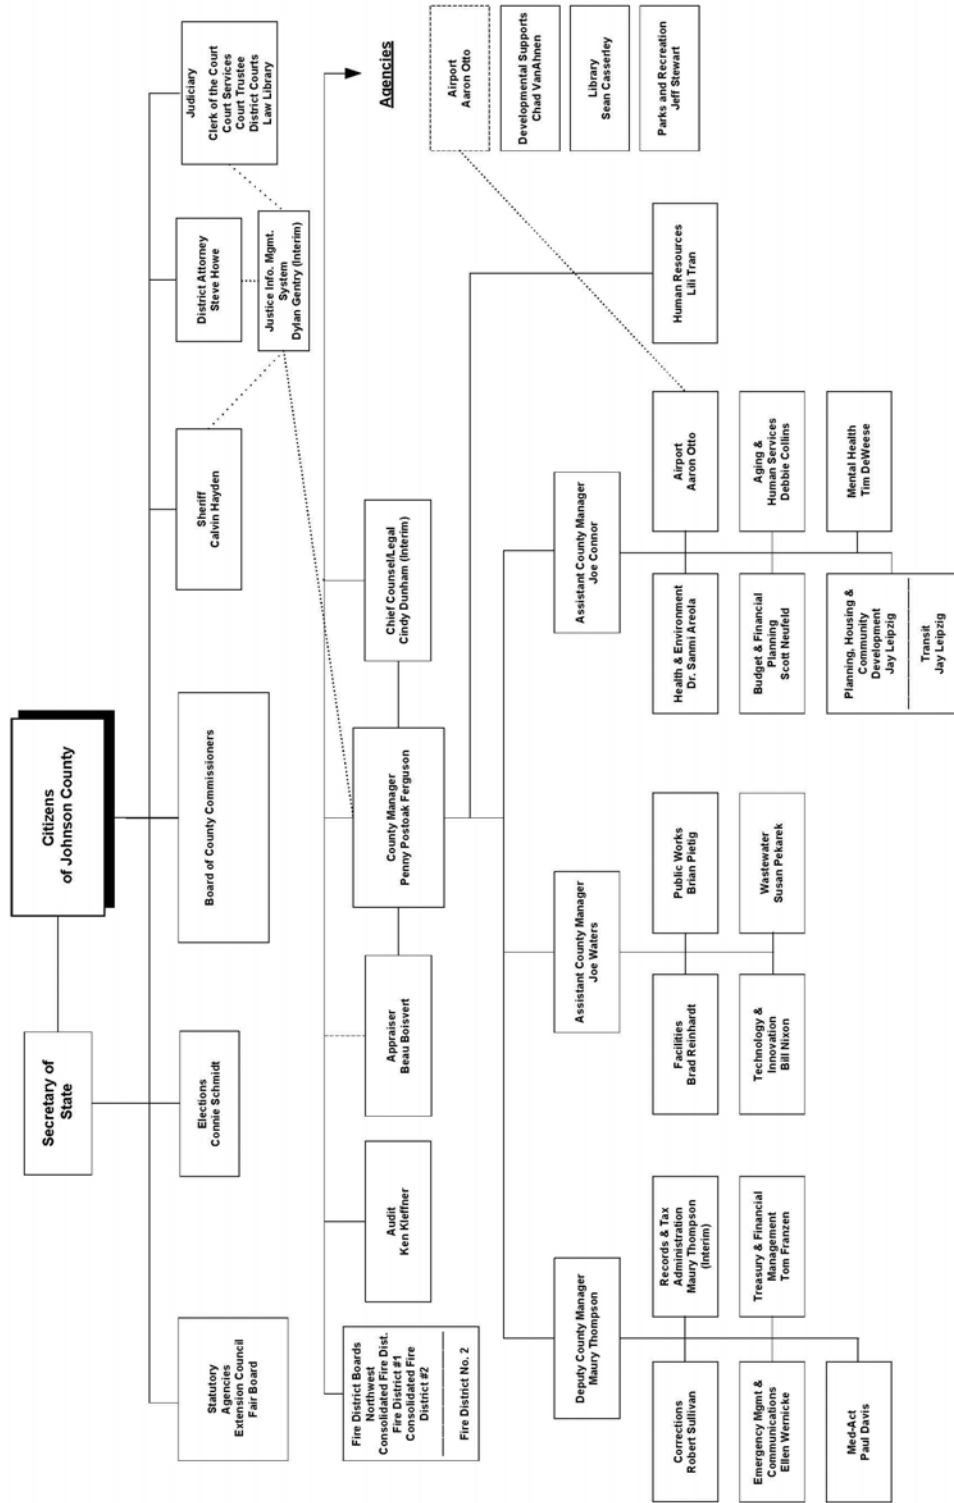 Citizens
of Johnson County
Secretary of
State
Statutory
Agencies
Extension Council
Fair Board
Elections
Connie Schmidt
Board of County Commissioners
Sheriff
Calvin Hayden
District Attorney
Steve Howe
Judiciary
Clerk of the Court
Court Services
Court Trustee
District Courts
Law Library
Justice Info. Mgmt.
System
Dylan Gentry (Interim)
Fire District Boards
Northwest
Consolidated Fire Dist.
Fire District #1
Consolidated Fire
District #2
Fire District No. 2
Audit
Ken Kleffner
Appraiser
Beau Boisvert
County Manager
Penny Postoak Ferguson
Chief Counsel/Legal
Cindy Dunham (Interim)
Agencies
Airport
Aaron Otto
Developmental Supports
Chad VanAhnen
Library
Sean Casserley
Parks and Recreation
Jeff Stewart
Deputy County Manager
Maury Thompson
Assistant County Manager
Joe Waters
Assistant County Manager
Joe Connor
Human Resources
Lili Tran
Corrections
Robert Sullivan
Records & Tax
Administration
Maury Thompson
(Interim)
Emergency Mgmt &
Communications
Ellen Wernicke
Treasury & Financial
Management
Tom Franzen
Med-Act
Paul Davis
Facilities
Brad Reinhardt
Public Works
Brian Pietig
Technology &
Innovation
Bill Nixon
Wastewater
Susan Pekarek
Health & Environment
Dr. Sanmi Areola
Airport
Aaron Otto
Budget & Financial
Planning
Scott Neufeld
Aging &
Human Services
Debbie Collins
Planning, Housing &
Community
Development
Jay Leipzig
Transit
Jay Leipzig
Mental Health
Tim DeWeese